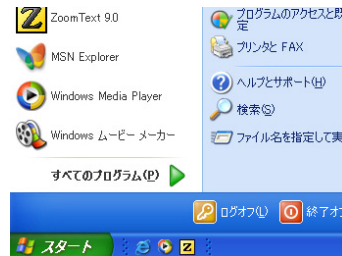 ZoomText 9.0
MSN Explorer
Windows Media Player
Windows ムービー メーカー
すべてのプログラム(P)
プログラムのアクセスと既
定
プリンタと FAX
ヘルプとサポート(H)
検索(S)
ファイル名を指定して実
ログオフ(L)
終了オ
スタート